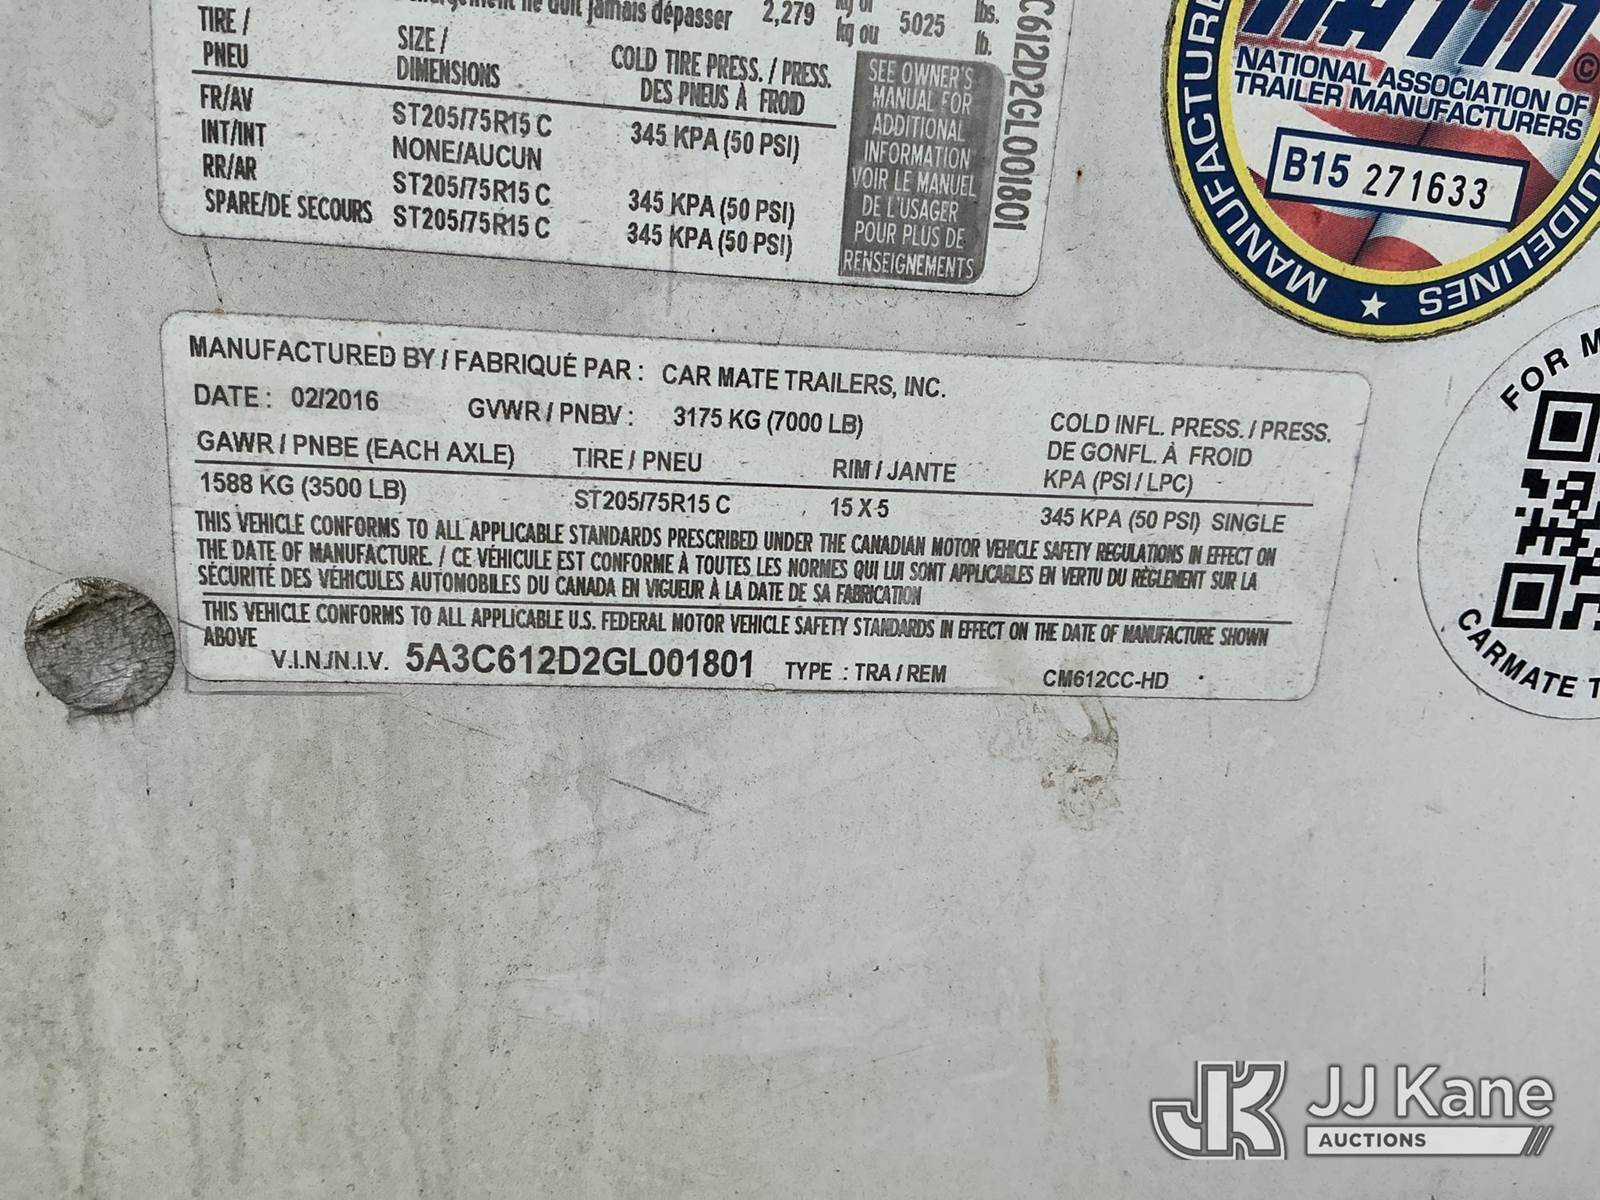 jamais dépasser 2,279 kg ou 5025 lb.
TIRE / SIZE / COLD TIRE PRESS. / PRESS.
PNEU DIMENSIONS DES PNEUS À FROID
FR/AV ST205/75R15 C 345 KPA (50 PSI)
INT/INT NONE/AUCUN
RR/AR ST205/75R15 C 345 KPA (50 PSI)
SPARE/DE SECOURS ST205/75R15 C 345 KPA (50 PSI)
SEE OWNER'S
MANUAL FOR
ADDITIONAL
INFORMATION
VOIR LE MANUEL
DE L'USAGER
POUR PLUS DE
RENSEIGNEMENTS
C612D2GL001801
NATM ©
NATIONAL ASSOCIATION OF
TRAILER MANUFACTURERS
B15 271633
MANUFACTURE
MANU ★ GUIDELINES
MANUFACTURED BY / FABRIQUÉ PAR : CAR MATE TRAILERS, INC.
DATE : 02/2016 GVWR / PNBV : 3175 KG (7000 LB)
COLD INFL. PRESS. / PRESS.
DE GONFL. À FROID
GAWR / PNBE (EACH AXLE) TIRE / PNEU RIM / JANTE KPA (PSI / LPC)
1588 KG (3500 LB) ST205/75R15 C 15 X 5 345 KPA (50 PSI) SINGLE
THIS VEHICLE CONFORMS TO ALL APPLICABLE STANDARDS PRESCRIBED UNDER THE CANADIAN MOTOR VEHICLE SAFETY REGULATIONS IN EFFECT ON
THE DATE OF MANUFACTURE. / CE VÉHICULE EST CONFORME À TOUTES LES NORMES QUI LUI SONT APPLICABLES EN VERTU DU RÈGLEMENT SUR LA
SÉCURITÉ DES VÉHICULES AUTOMOBILES DU CANADA EN VIGUEUR À LA DATE DE SA FABRICATION
THIS VEHICLE CONFORMS TO ALL APPLICABLE U.S. FEDERAL MOTOR VEHICLE SAFETY STANDARDS IN EFFECT ON THE DATE OF MANUFACTURE SHOWN
ABOVE
V.I.N./N.I.V. 5A3C612D2GL001801 TYPE : TRA / REM CM612CC-HD
FOR M
CARMATE T
JK JJ Kane
AUCTIONS